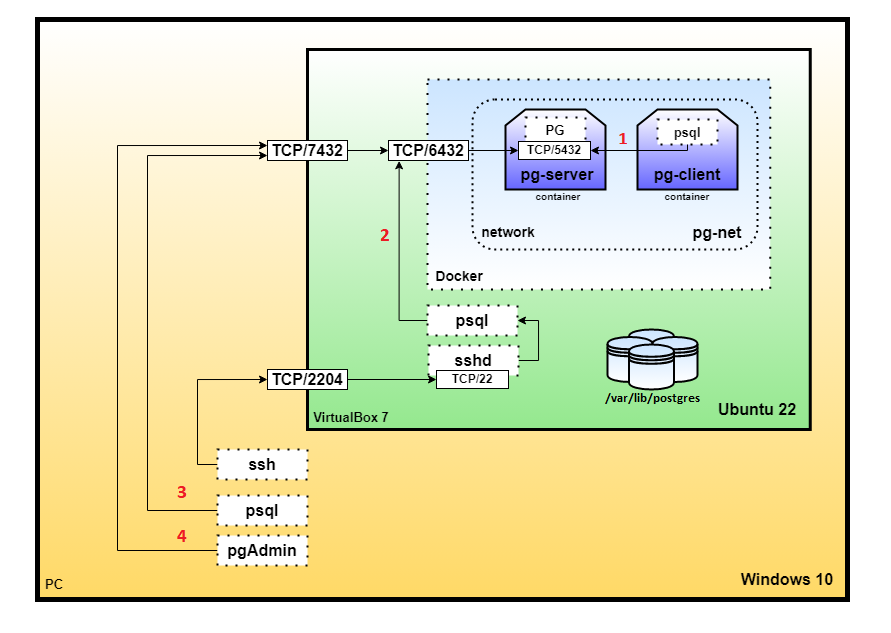 PG
psql
1
TCP/7432
TCP/6432
TCP/5432
pg-server
pg-client
container
container
network
pg-net
2
Docker
psql
sshd
TCP/22
TCP/2204
/var/lib/postgres
VirtualBox 7
Ubuntu 22
ssh
3
psql
4
pgAdmin
PC
Windows 10